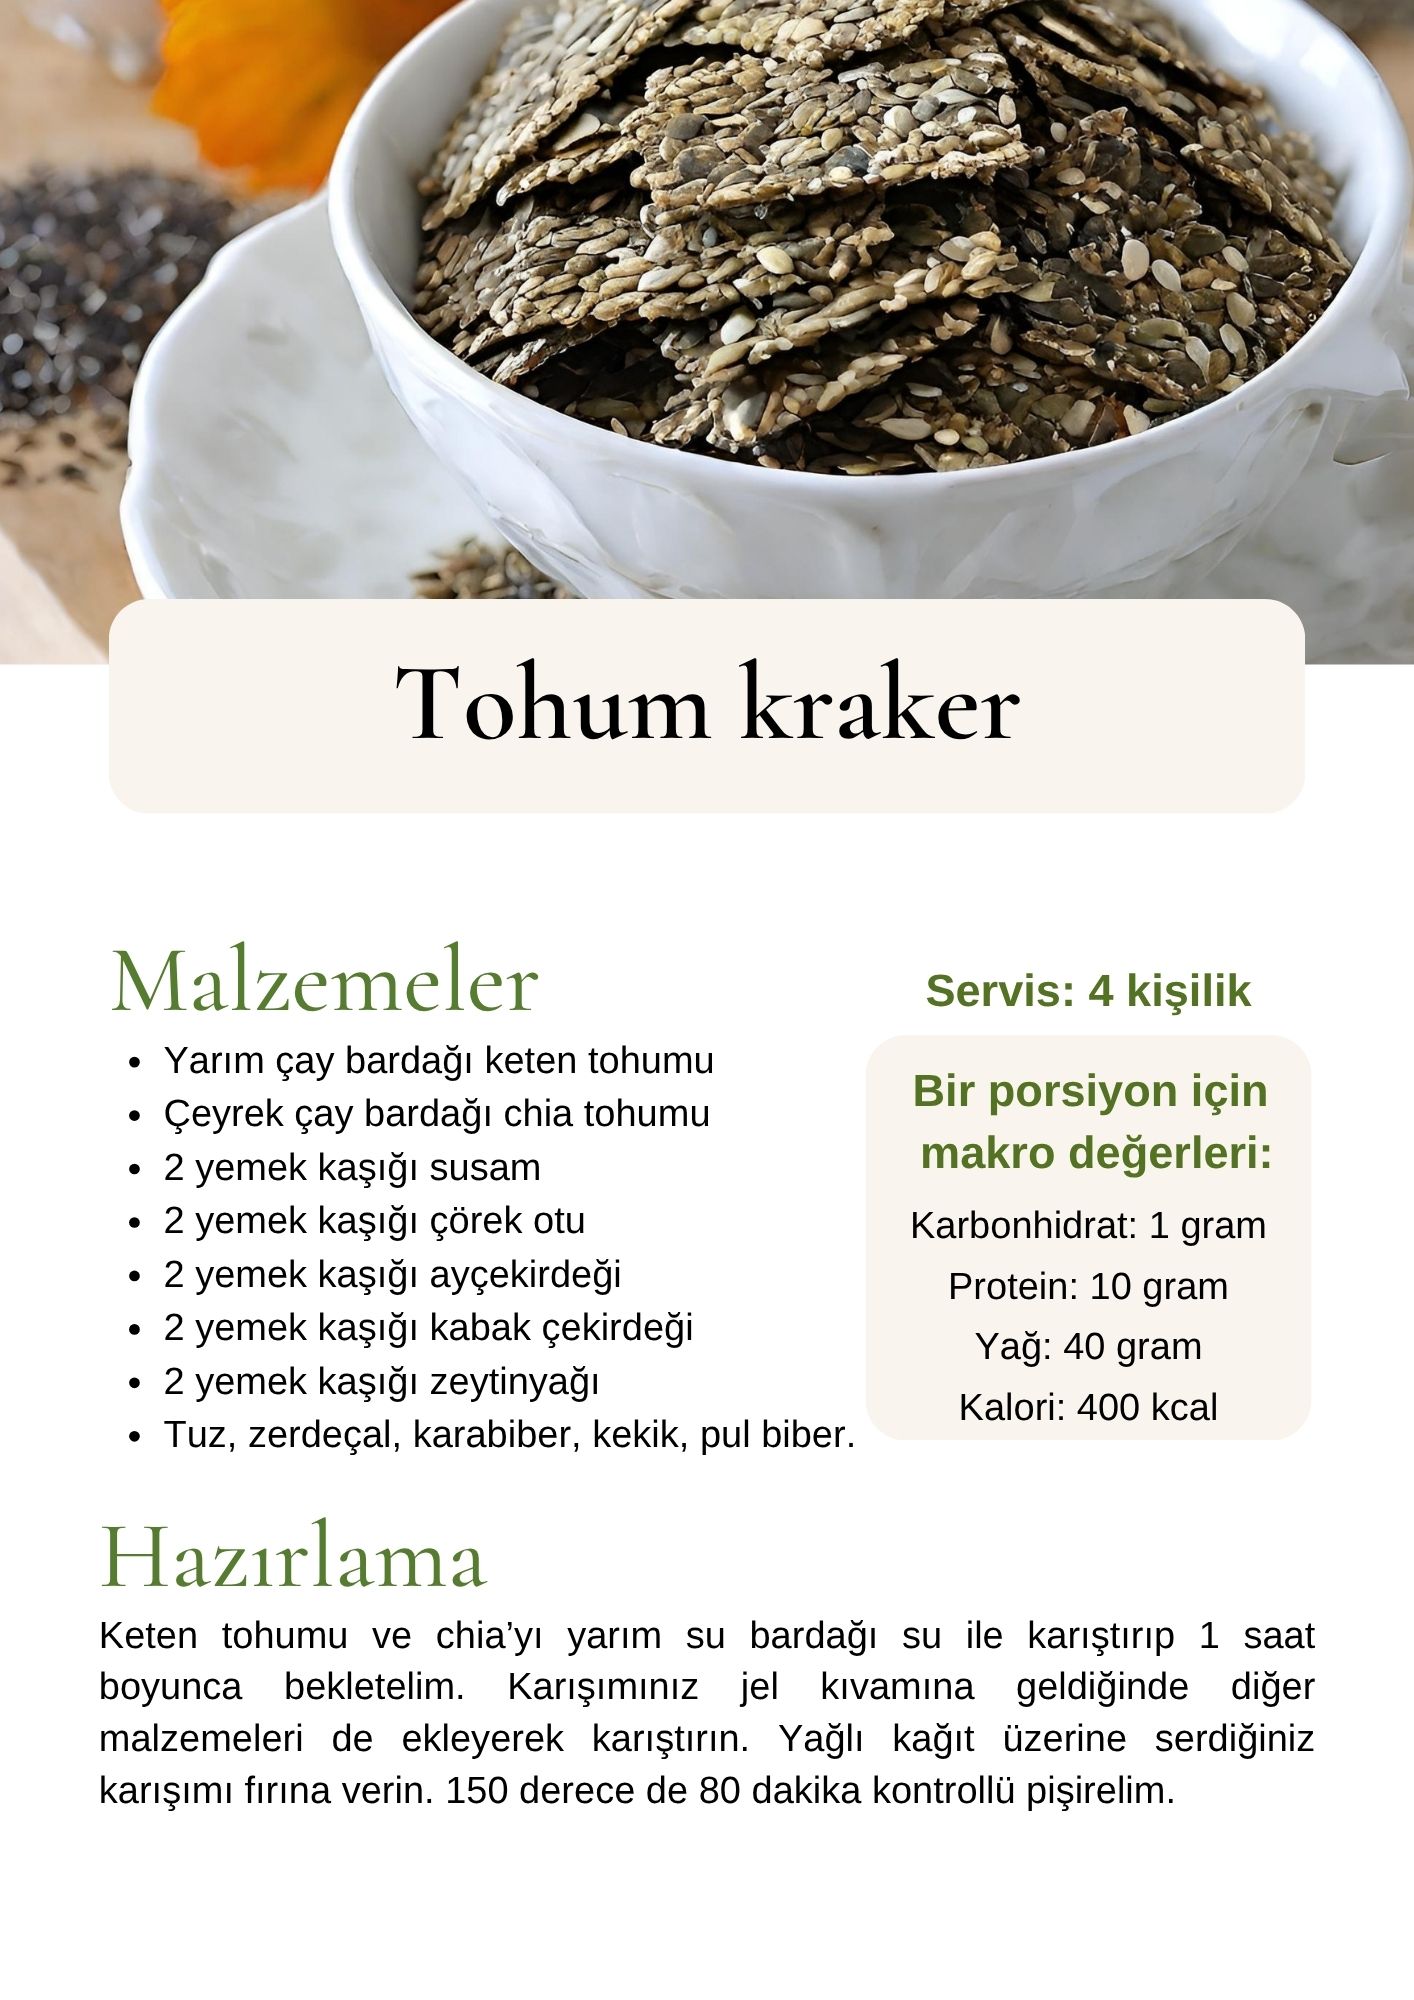 Tohum kraker
Malzemeler
• Yarım çay bardağı keten tohumu
• Çeyrek çay bardağı chia tohumu
• 2 yemek kaşığı susam
• 2 yemek kaşığı çörek otu
• 2 yemek kaşığı ayçekirdeği
• 2 yemek kaşığı kabak çekirdeği
• 2 yemek kaşığı zeytinyağı
• Tuz, zerdeçal, karabiber, kekik, pul biber.
Servis: 4 kişilik
Bir porsiyon için
makro değerleri:
Karbonhidrat: 1 gram
Protein: 10 gram
Yağ: 40 gram
Kalori: 400 kcal
Hazırlama
Keten tohumu ve chia’yı yarım su bardağı su ile karıştırıp 1 saat
boyunca bekletelim. Karışımınız jel kıvamına geldiğinde diğer
malzemeleri de ekleyerek karıştırın. Yağlı kağıt üzerine serdiğiniz
karışımı fırına verin. 150 derece de 80 dakika kontrollü pişirelim.